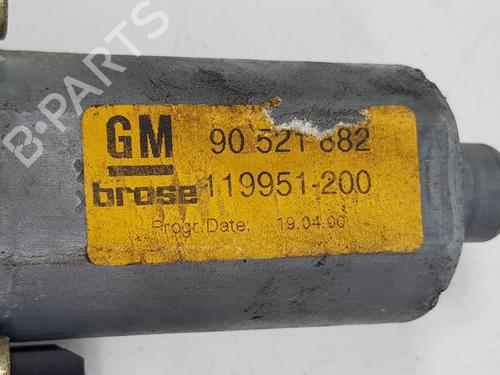 B-PARTS
GM 90 521 882
brose 119951-200
Progr.Date: 19.04.00